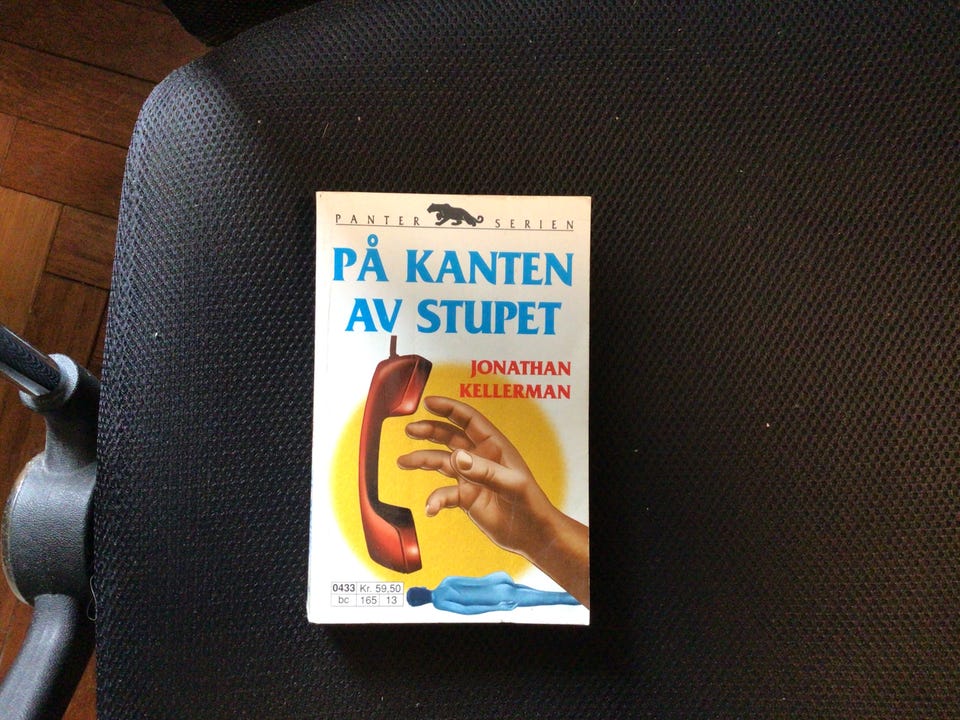 PANTER SERIEN
PÅ KANTEN
AV STUPET
JONATHAN
KELLERMAN
0433 Kr. 59,50
bc 165 13